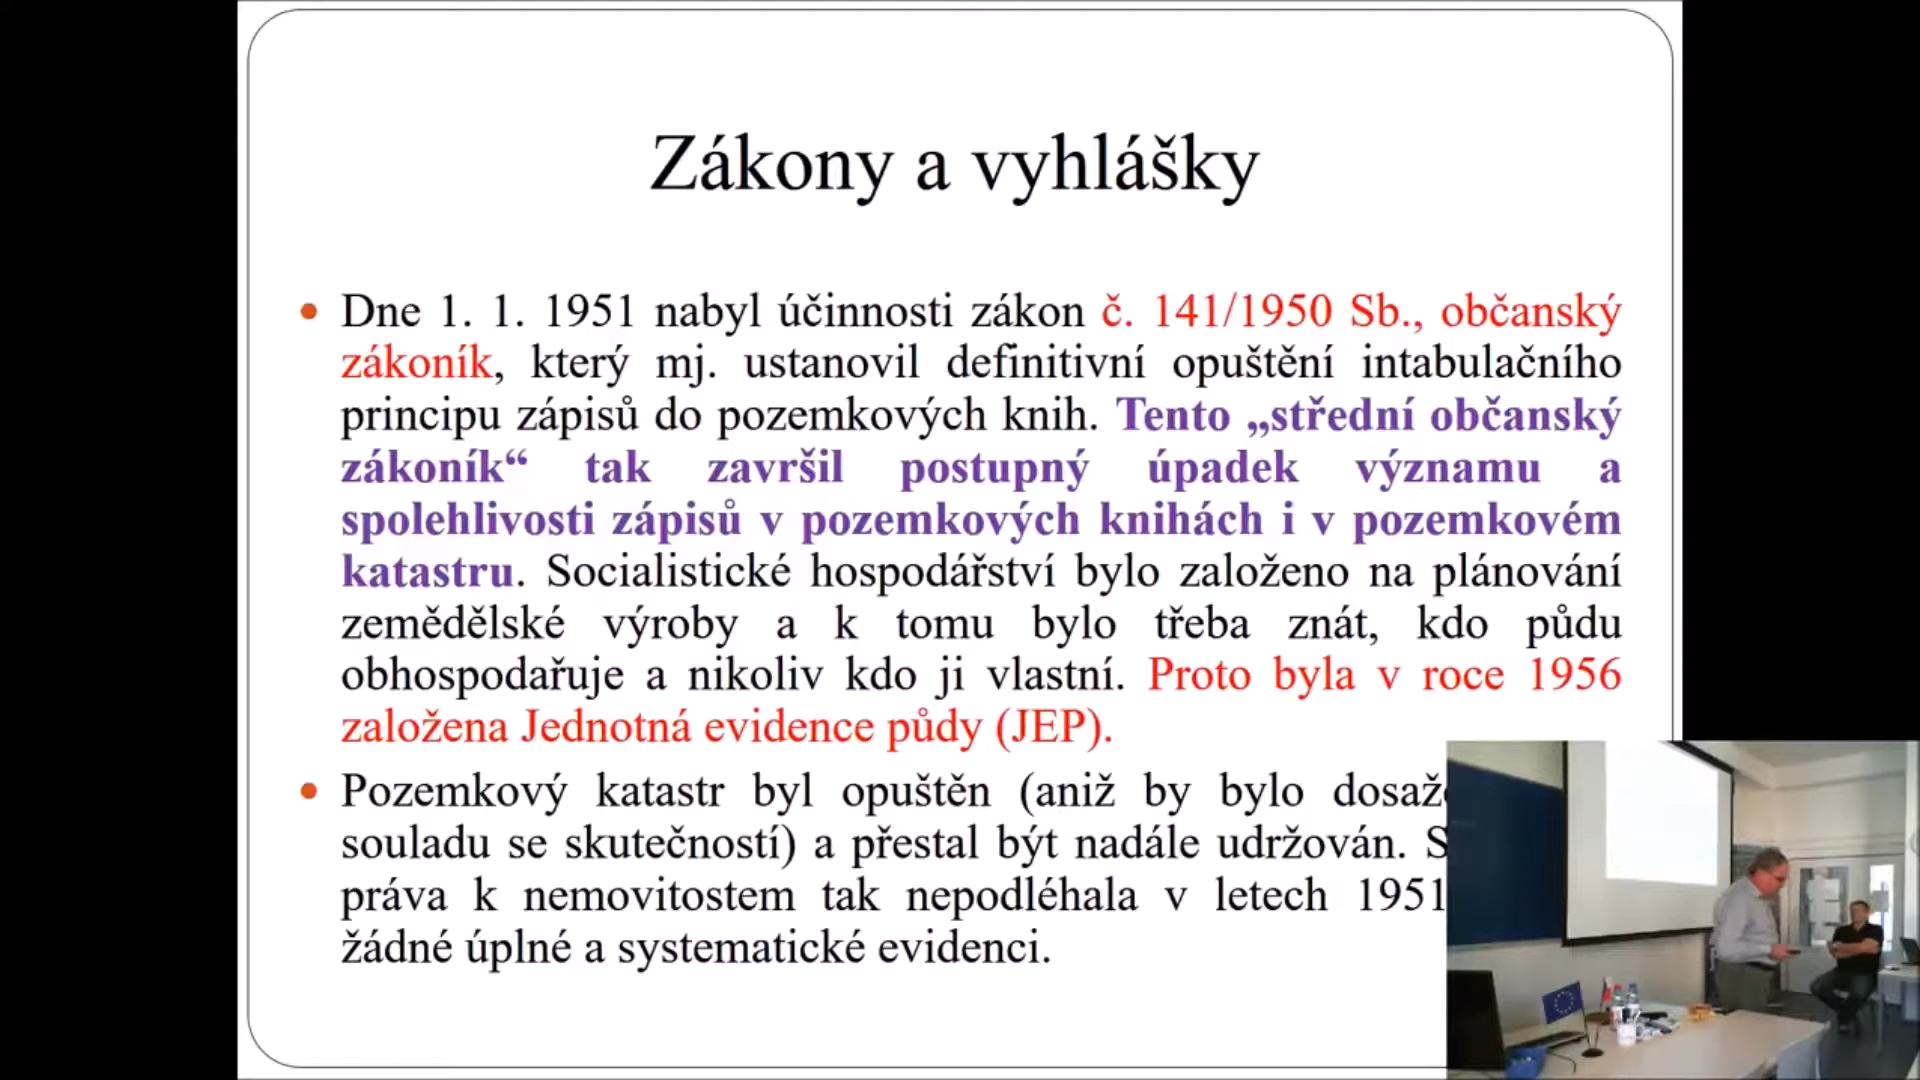 Zákony a vyhlášky
Dne 1. 1. 1951 nabyl účinnosti zákon č. 141/1950 Sb., občanský
zákoník, který mj. ustanovil definitivní opuštění intabulačního
principu zápisů do pozemkových knih. Tento „střední občanský
zákoník“ tak završil postupný úpadek významu a
spolehlivosti zápisů v pozemkových knihách i v pozemkovém
katastru. Socialistické hospodářství bylo založeno na plánování
zemědělské výroby a k tomu bylo třeba znát, kdo půdu
obhospodařuje a nikoliv kdo ji vlastní. Proto byla v roce 1956
založena Jednotná evidence půdy (JEP).
Pozemkový katastr byl opuštěn (aniž by bylo
souladu se skutečností) a přestal být nadále udržován.
práva k nemovitostem tak nepodléhala v letech 1951
žádné úplné a systematické evidenci.